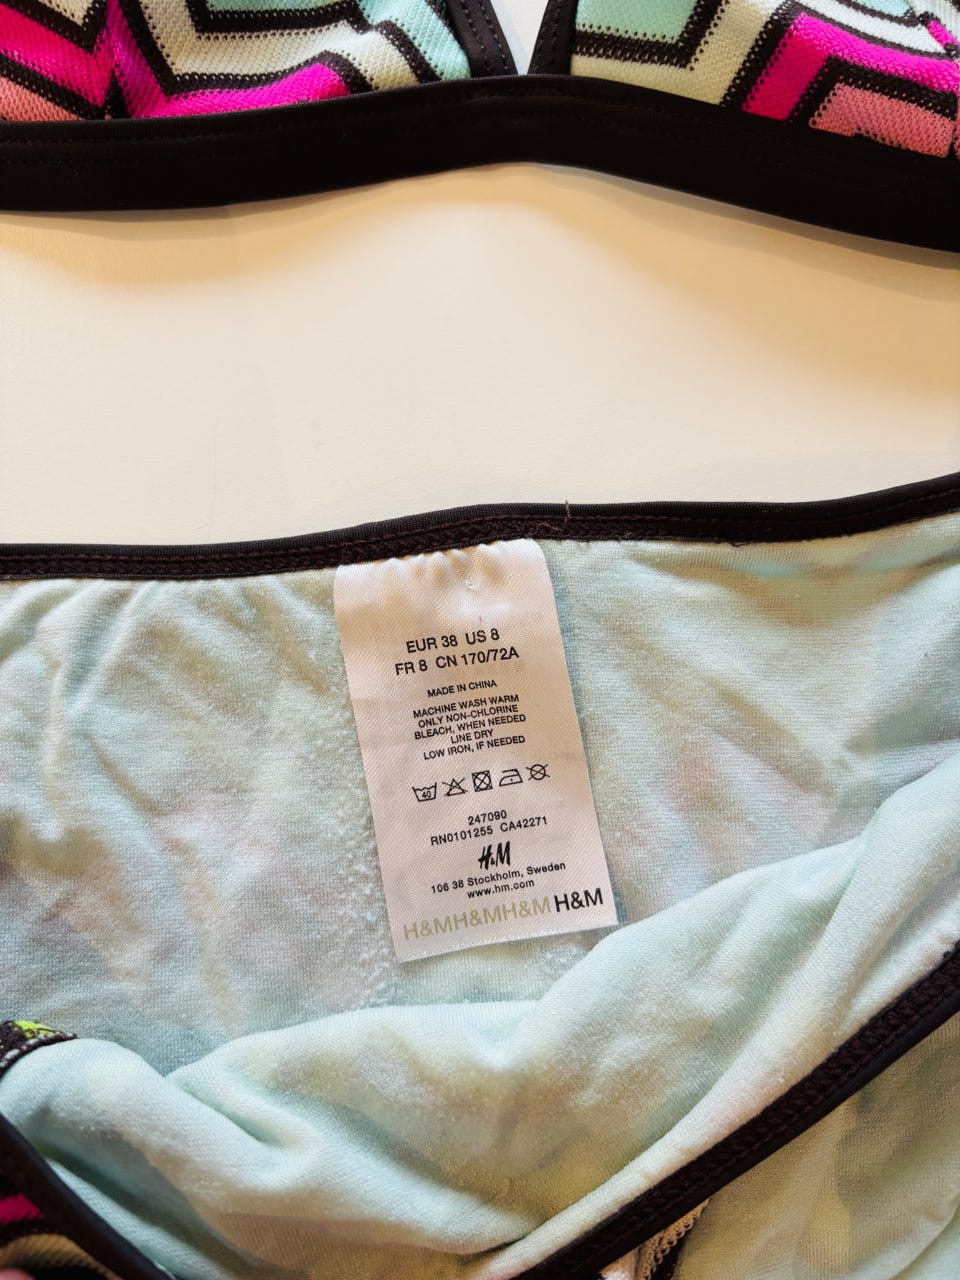 EUR 38 US 8
FR 8 CN 170/72A
MADE IN CHINA
MACHINE WASH WARM
ONLY NON-CHLORINE
BLEACH, WHEN NEEDED
LINE DRY
LOW IRON, IF NEEDED
40
247090
RN0101255 CA42271
H&M
106 38 Stockholm, Sweden
www.hm.com
H&MH&MH&M H&M